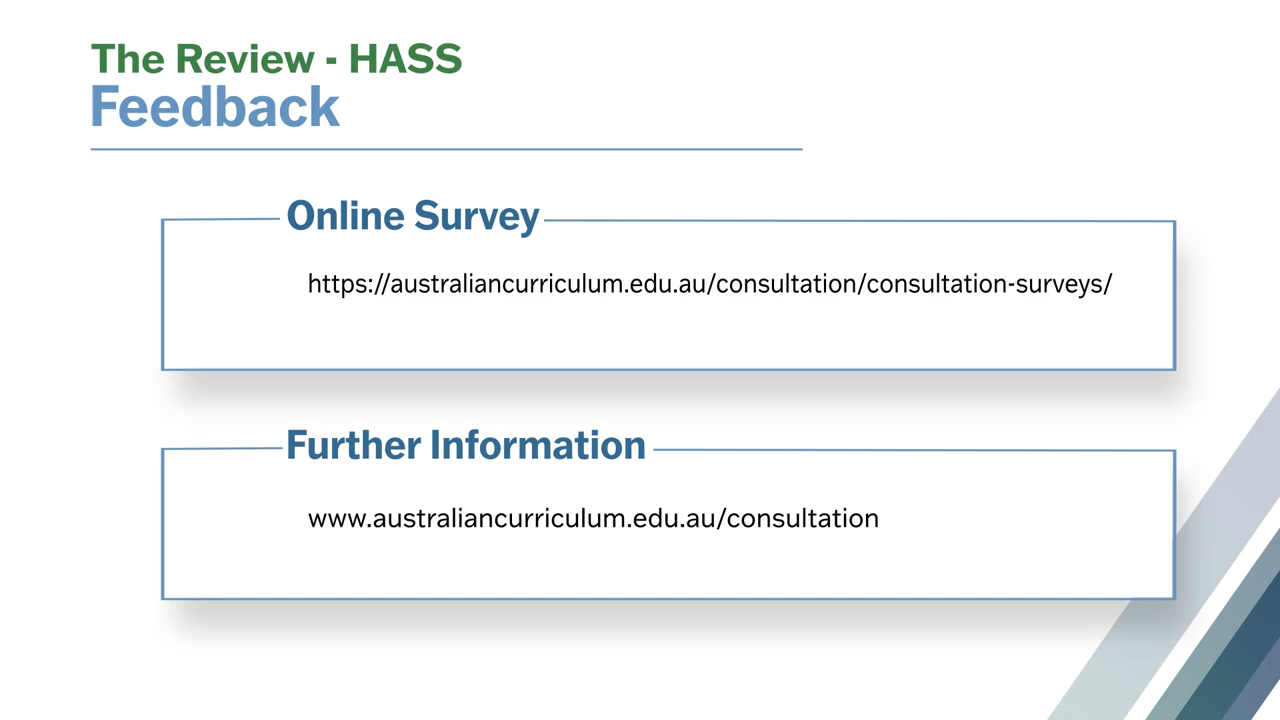 The Review - HASS
Feedback
Online Survey
https://australiancurriculum.edu.au/consultation/consultation-surveys/
Further Information
www.australiancurriculum.edu.au/consultation